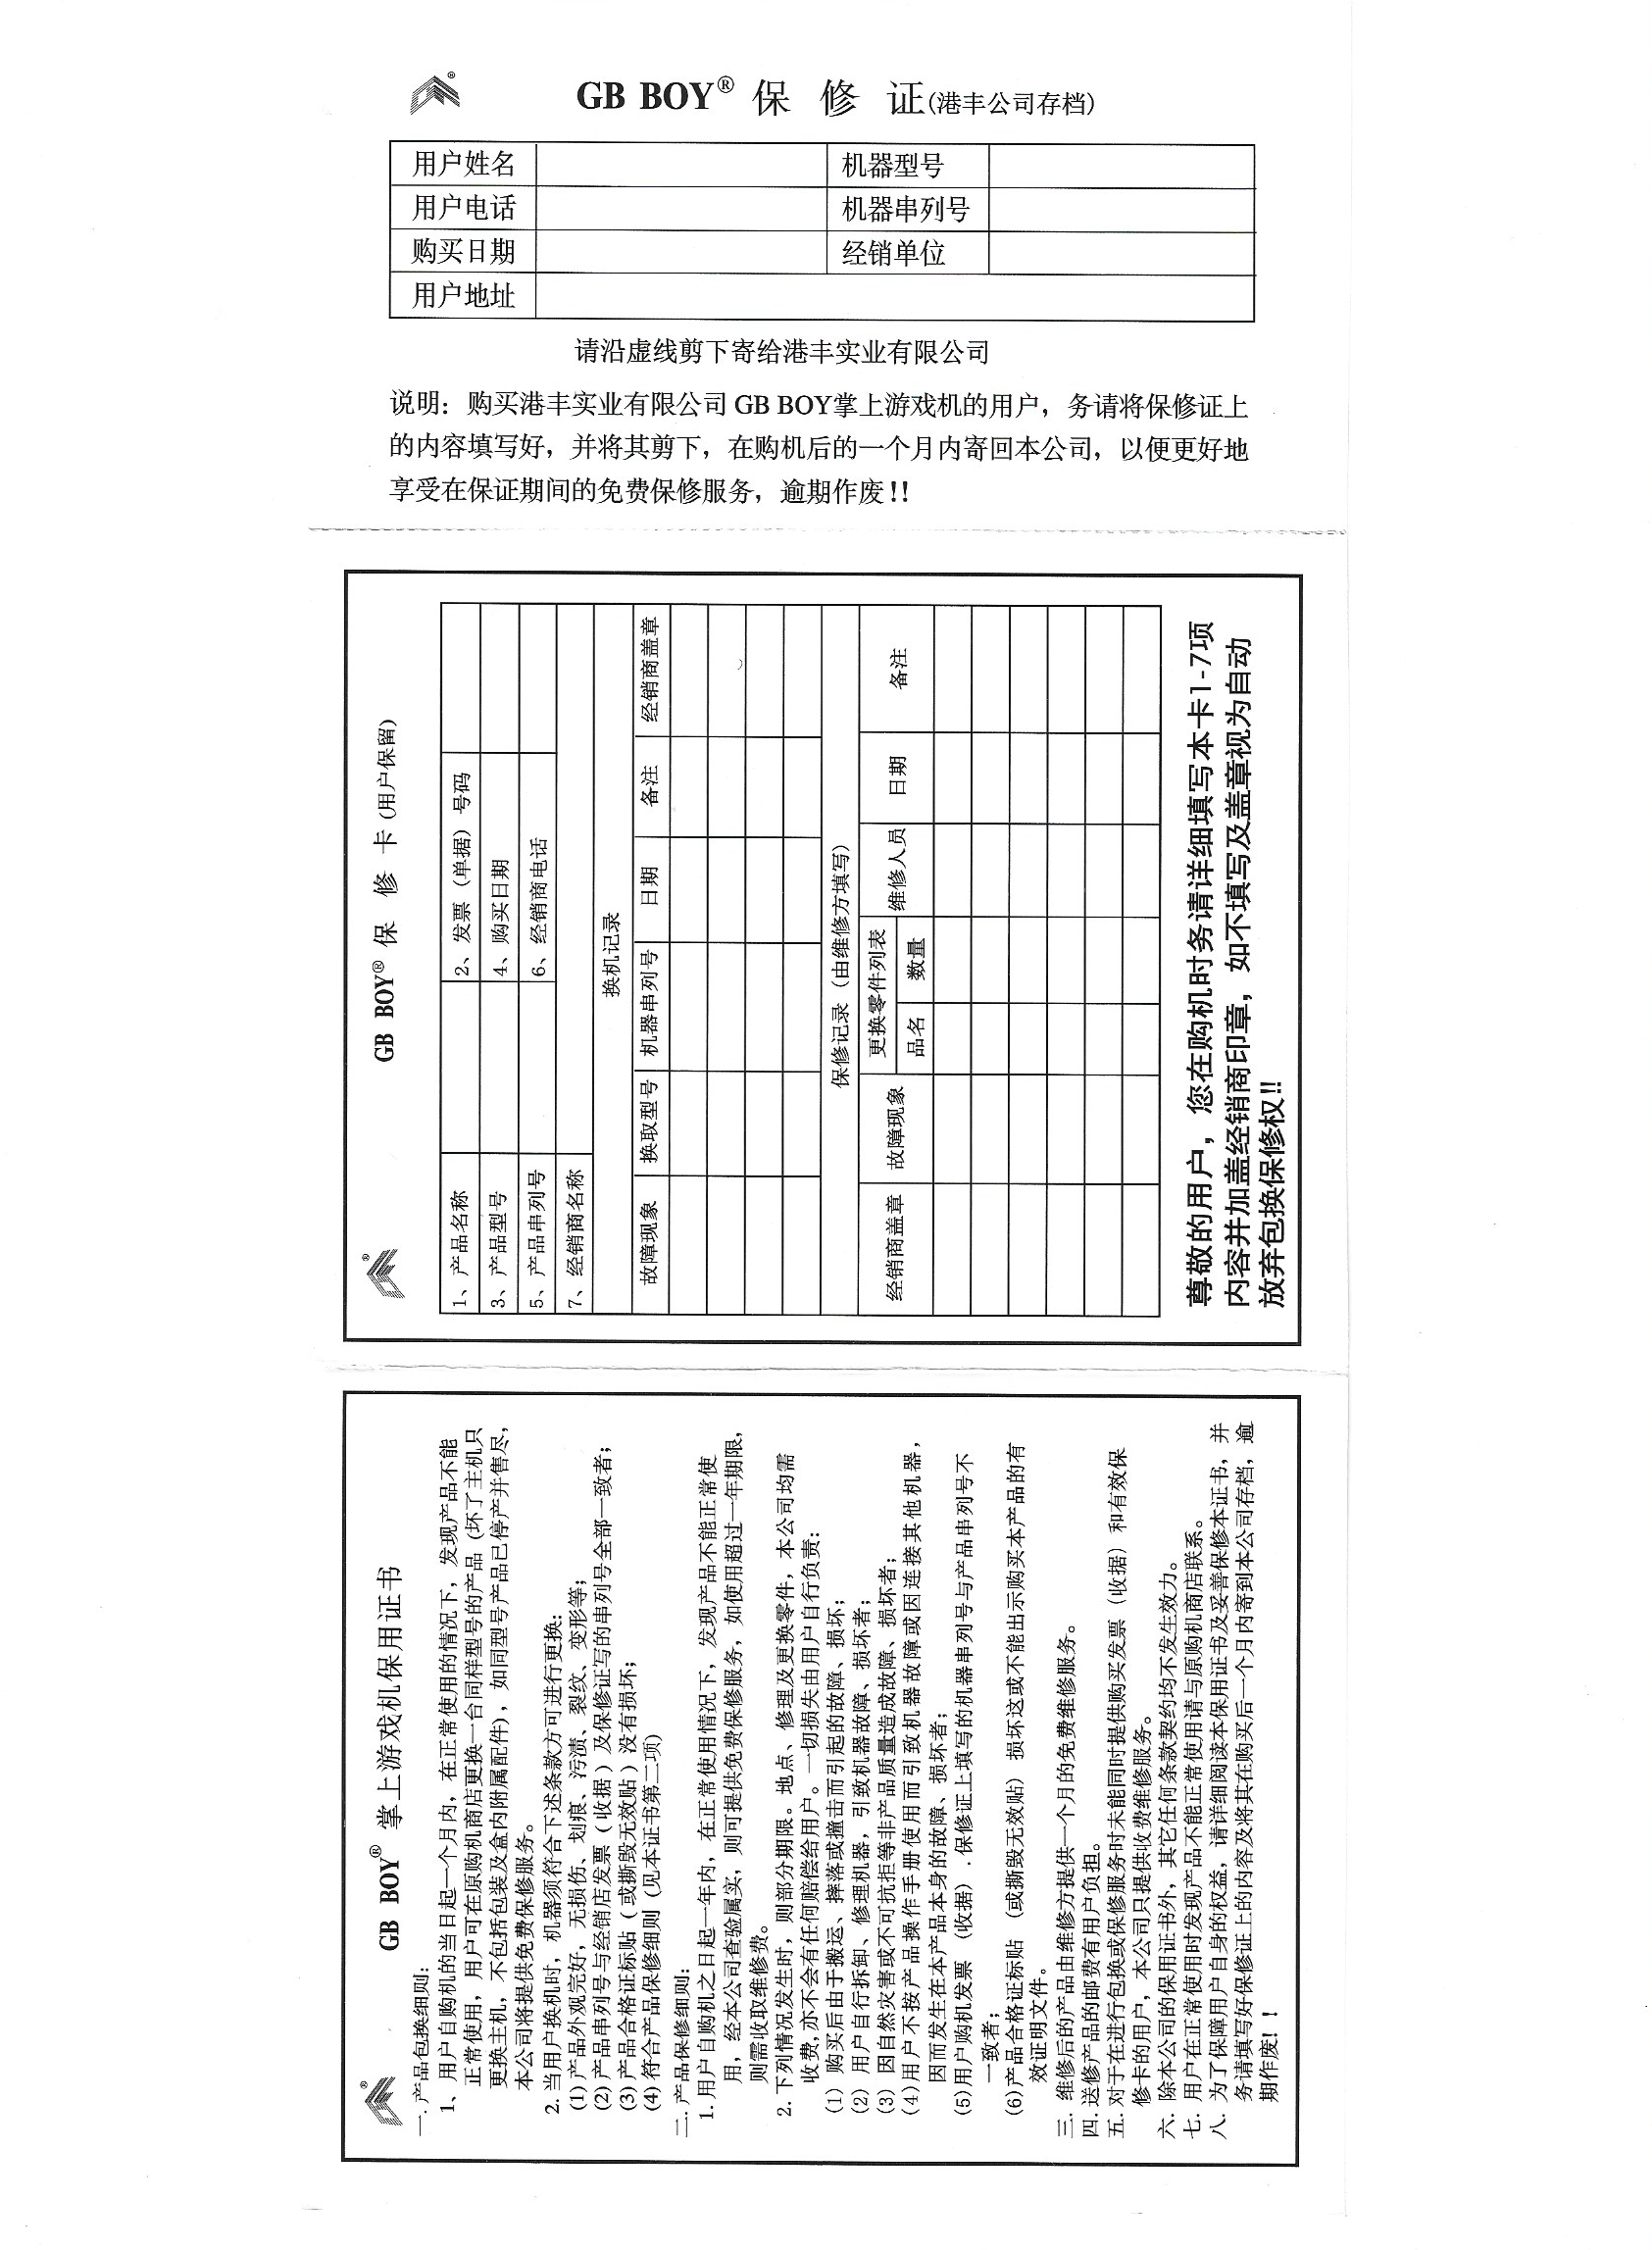 GB BOY® 保 修 证(港丰公司存档)
用户姓名 机器型号
用户电话 机器串列号
购买日期 经销单位
用户地址
请沿虚线剪下寄给港丰实业有限公司
说明：购买港丰实业有限公司 GB BOY掌上游戏机的用户，务请将保修证上
的内容填写好，并将其剪下，在购机后的一个月内寄回本公司，以便更好地
享受在保证期间的免费保修服务，逾期作废!!
GB BOY® 保 修 卡 (用户保留)
1、产品名称 2、发票（单据）号码
3、产品型号 4、购买日期
5、产品串列号 6、经销商电话
7、经销商名称
换机记录
故障现象 换取型号 机器串列号 日期 备注 经销商盖章
保修记录（由维修方填写）
经销商盖章 故障现象 更换零件列表 维修人员 日期 备注
品名 数量
尊敬的用户，您在购机时务请详细填写本卡1-7项
内容并加盖经销商印章，如不填写及盖章视为自动
放弃包换保修权!!
GB BOY® 掌上游戏机保用证书
一.产品包换细则:
1、用户自购机的当日起一个月内，在正常使用的情况下，发现产品不能
正常使用，用户可在原购机商店更换一台同样型号的产品（坏了主机只
更换主机，不包括包装及盒内附属配件），如同型号产品已停产并售尽，
本公司将提供免费保修服务。
2.当用户换机时，机器须符合下述条款方可进行更换:
(1)产品外观完好，无损伤、划痕、污渍、裂纹、变形等;
(2)产品串列号与经销店发票（收据）及保修证写的串列号全部一致者;
(3)产品合格证标贴（或撕毁无效贴）没有损坏;
(4)符合产品保修细则（见本证书第二项）
二.产品保修细则:
1.用户自购机之日起一年内，在正常使用情况下，发现产品不能正常使
用，经本公司查验属实，则可提供免费保修服务，如使用超过一年期限，
则需收取维修费。
2.下列情况发生时，则部分期限。地点、修理及更换零件，本公司均需
收费,亦不会有任何赔偿给用户。一切损失由用户自行负责:
(1) 购买后由于搬运、摔落或撞击而引起的故障、损坏;
(2) 用户自行拆卸、修理机器，引致机器故障、损坏者;
(3) 因自然灾害或不可抗拒等非产品质量造成故障、损坏者;
(4)用户不按产品操作手册使用而引致机器故障或因连接其他机器，
因而发生在本产品本身的故障、损坏者;
(5)用户购机发票（收据）.保修证上填写的机器串列号与产品串列号不
一致者;
(6)产品合格证标贴（或撕毁无效贴）损坏这或不能出示购买本产品的有
效证明文件。
三. 维修后的产品由维修方提供一个月的免费维修服务。
四.送修产品的邮费有用户负担。
五.对于在进行包换或保修服务时未能同时提供购买发票（收据）和有效保
修卡的用户，本公司只提供收费维修服务。
六.除本公司的保用证书外，其它任何条款契约均不发生效力。
七.用户在正常使用时发现产品不能正常使用请与原购机商店联系。
八.为了保障用户自身的权益，请详细阅读本保用证书及妥善保修本证书，并
务请填写好保修证上的内容及将其在购买后一个月内寄到本公司存档，逾
期作废!!